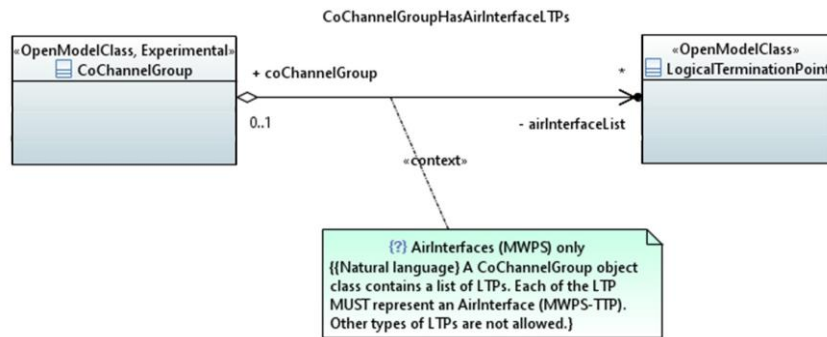 CoChannelGroupHasAirInterfaceLTPs
«OpenModelClass, Experimental»
CoChannelGroup
+ coChannelGroup
*
«OpenModelClass»
LogicalTerminationPoint
0..1
- airInterfaceList
«context»
{?} AirInterfaces (MWPS) only
{{Natural language} A CoChannelGroup object
class contains a list of LTPs. Each of the LTP
MUST represent an AirInterface (MWPS-TTP).
Other types of LTPs are not allowed.}